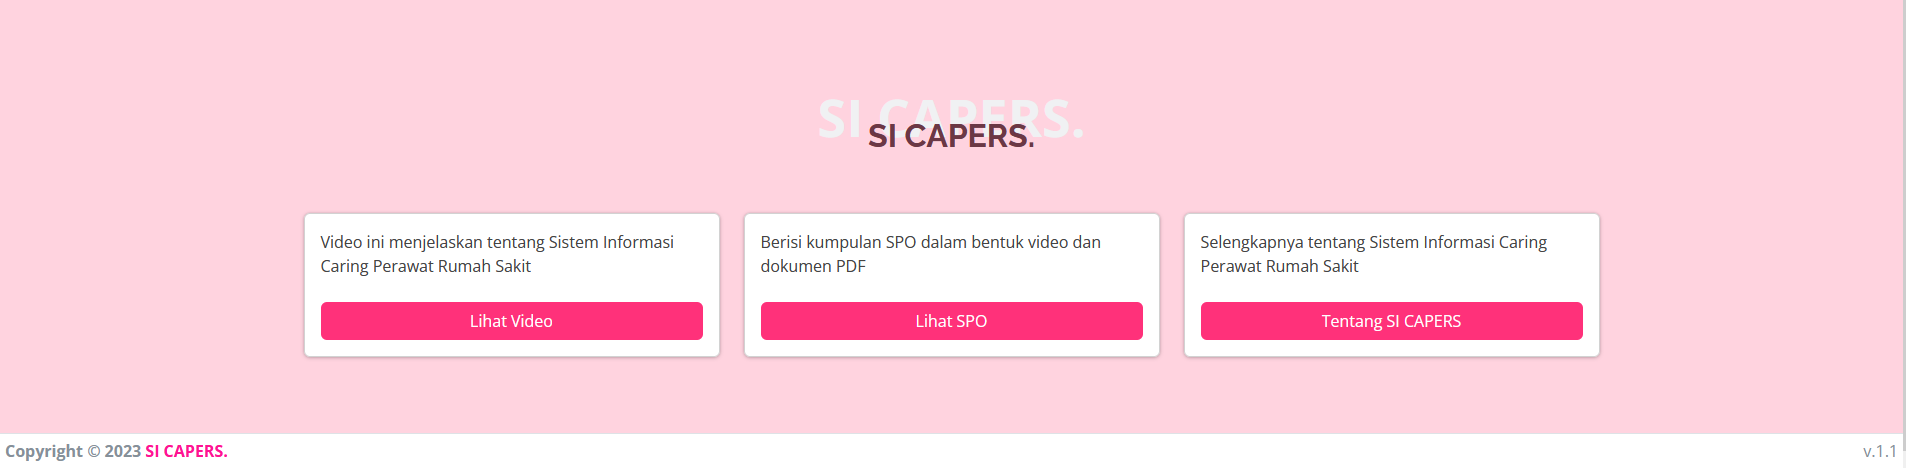 SI CAPERS.
SI CAPERS.
Video ini menjelaskan tentang Sistem Informasi
Caring Perawat Rumah Sakit
Lihat Video
Berisi kumpulan SPO dalam bentuk video dan
dokumen PDF
Lihat SPO
Selengkapnya tentang Sistem Informasi Caring
Perawat Rumah Sakit
Tentang SI CAPERS
Copyright © 2023 SI CAPERS.
v.1.1